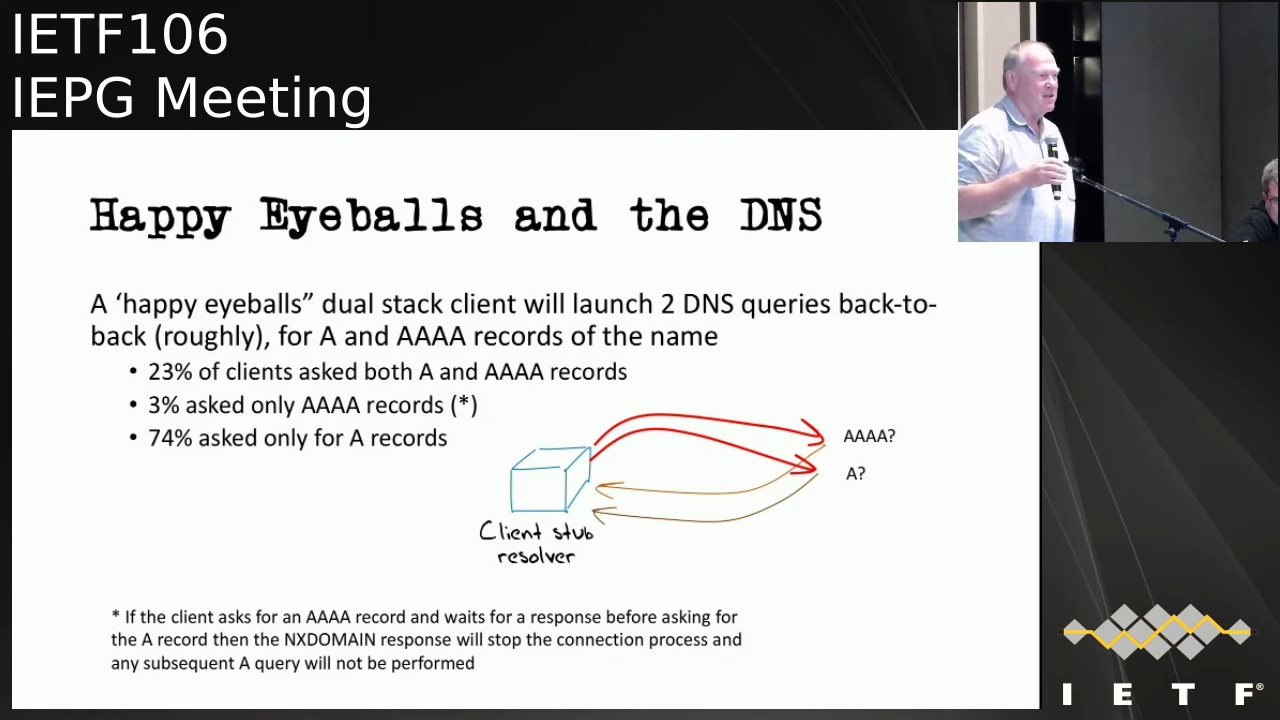 IETF106
IEPG Meeting
Happy Eyeballs and the DNS
A ‘happy eyeballs” dual stack client will launch 2 DNS queries back-to-
back (roughly), for A and AAAA records of the name
• 23% of clients asked both A and AAAA records
• 3% asked only AAAA records (*)
• 74% asked only for A records
AAAA?
A?
Client stub
resolver
* If the client asks for an AAAA record and waits for a response before asking for
the A record then the NXDOMAIN response will stop the connection process and
any subsequent A query will not be performed
I E T F®